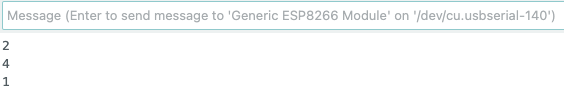 Message (Enter to send message to 'Generic ESP8266 Module' on '/dev/cu.usbserial-140')
2
4
1